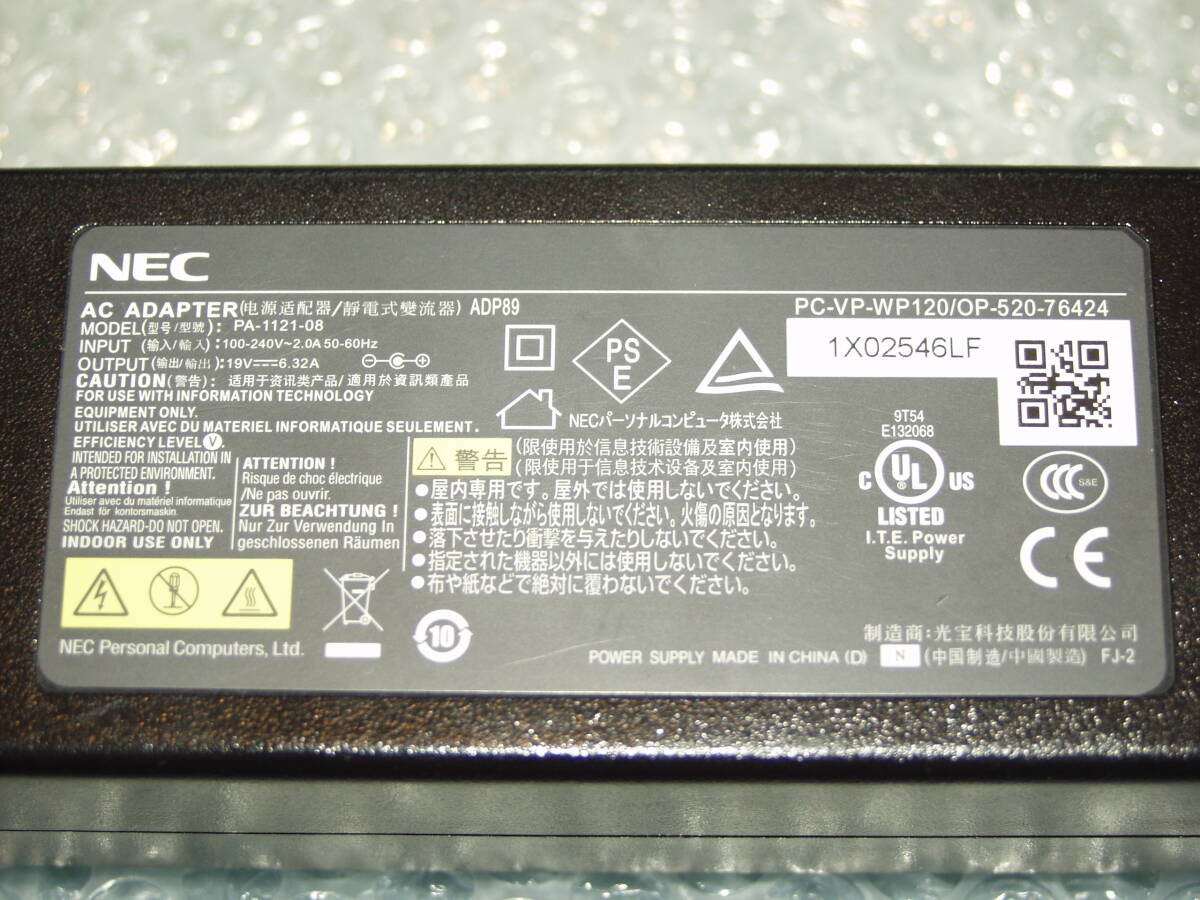 NEC
AC ADAPTER(电源适配器/靜電式變流器) ADP89
PC-VP-WP120/OP-520-76424
MODEL(型号/型號): PA-1121-08
INPUT (输入/輸入):100-240V~2.0A 50-60Hz
OUTPUT(输出/輸出):19V⎓6.32A
CAUTION(警告): 适用于资讯类产品/適用於資訊類產品
FOR USE WITH INFORMATION TECHNOLOGY
EQUIPMENT ONLY.
UTILISER AVEC DU MATERIEL INFORMATIQUE SEULEMENT.
EFFICIENCY LEVEL V.
INTENDED FOR INSTALLATION IN
A PROTECTED ENVIRONMENT.
Attention !
Utiliser avec du matériel informatique
Endast för kontorsmaskin.
SHOCK HAZARD-DO NOT OPEN.
INDOOR USE ONLY
ATTENTION !
Risque de choc électrique
/Ne pas ouvrir.
ZUR BEACHTUNG !
Nur Zur Verwendung In
geschlossenen Räumen
PS
E
NECパーソナルコンピュータ株式会社
1X02546LF
警告
(限使用於信息技術設備及室内使用)
(限使用于信息技术设备及室内使用)
●屋内専用です。屋外では使用しないでください。
●表面に接触しながら使用しないでください。火傷の原因となります。
●落下させたり衝撃を与えたりしないでください。
●指定された機器以外には使用しないでください。
●布や紙などで絶対に覆わないでください。
9T54
E132068
C UL US
LISTED
I.T.E. Power
Supply
CCC S&E
CE
NEC Personal Computers, Ltd.
10
制造商:光宝科技股份有限公司
POWER SUPPLY MADE IN CHINA (D) N (中国制造/中國製造) FJ-2